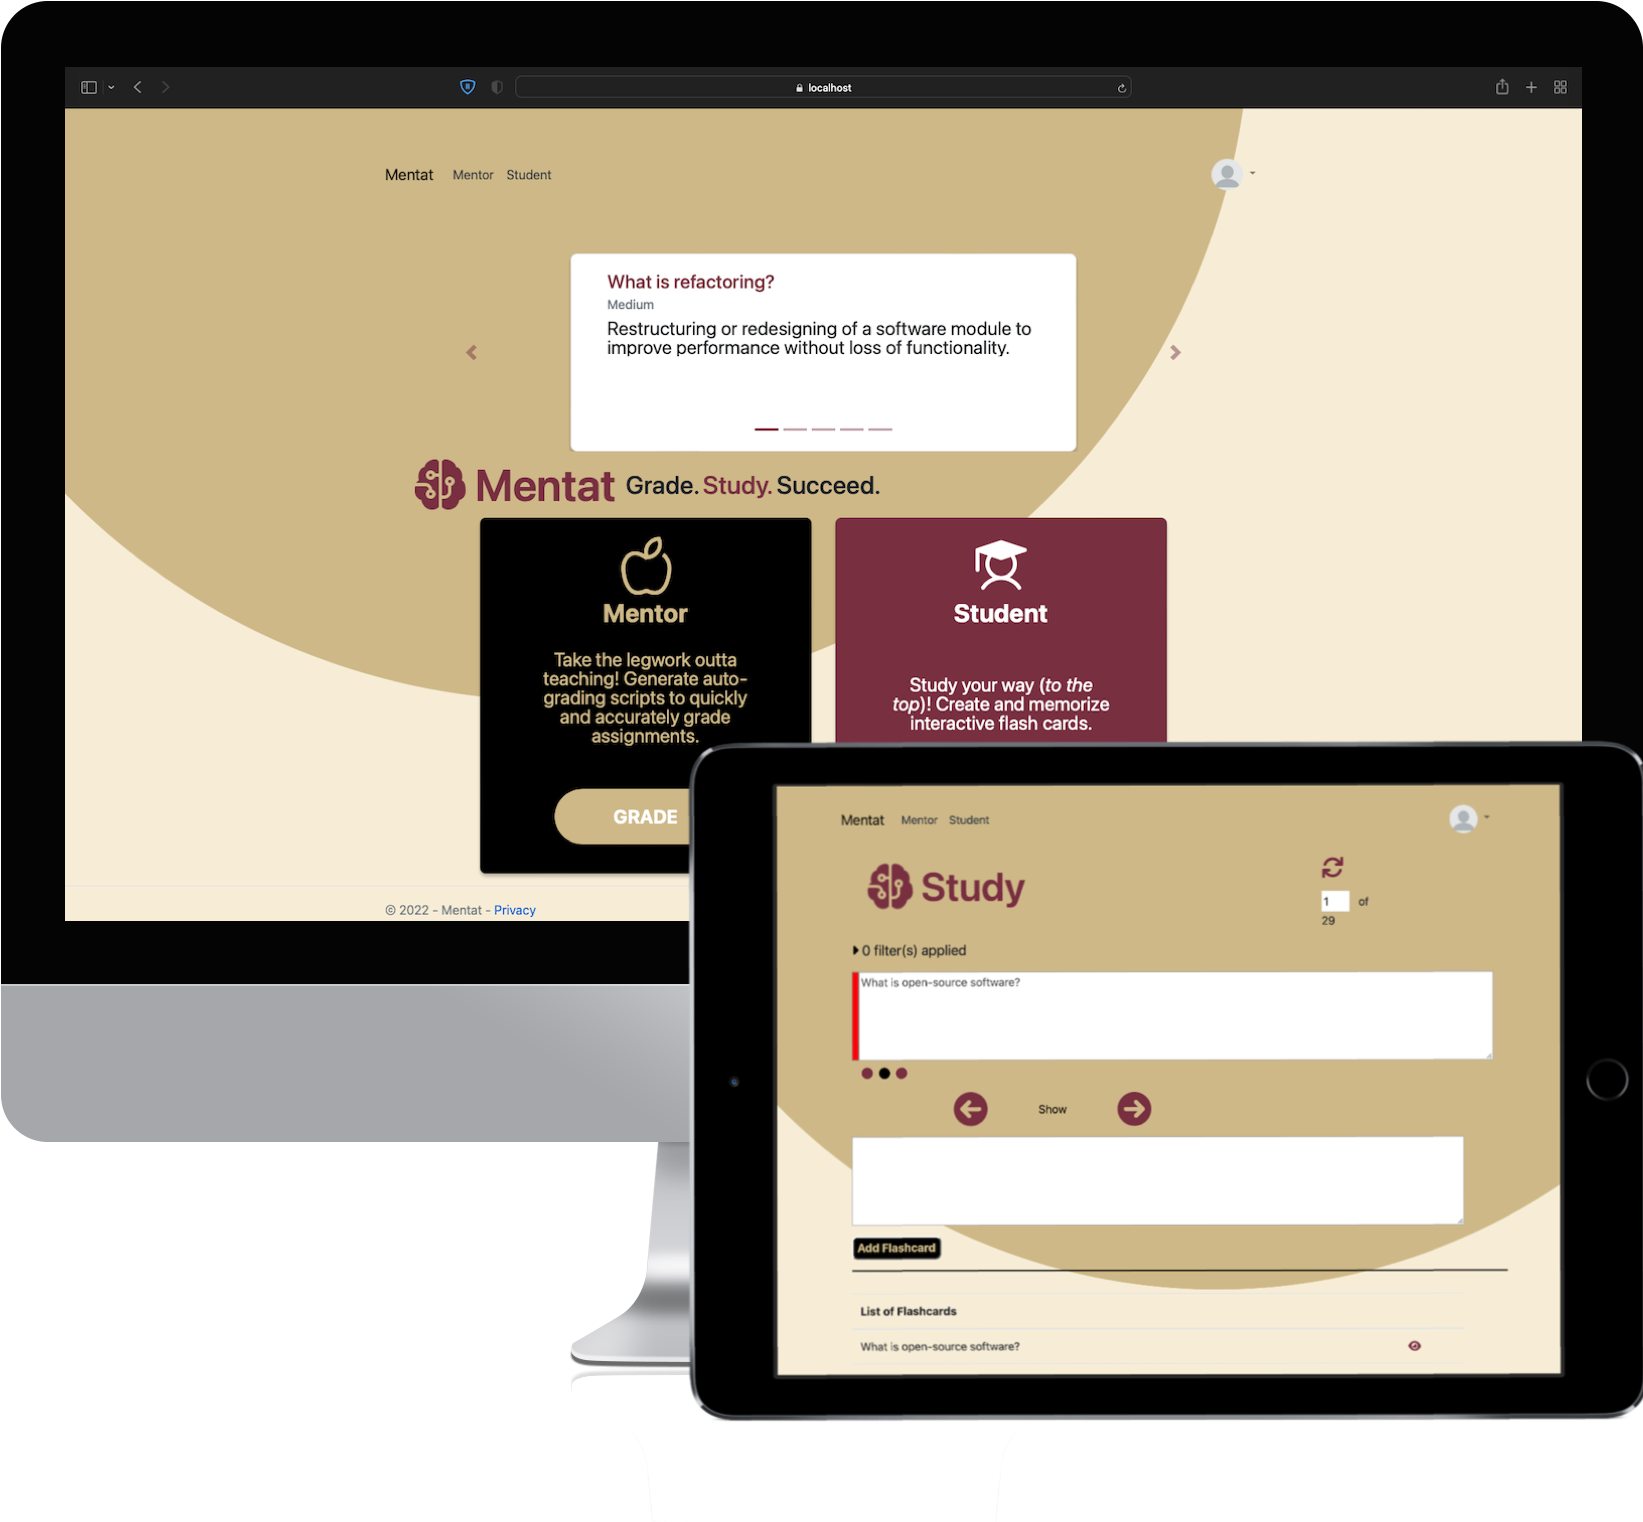 localhost
Mentat Mentor Student
What is refactoring?
Medium
Restructuring or redesigning of a software module to
improve performance without loss of functionality.
Mentat Grade. Study. Succeed.
Mentor
Take the legwork outta
teaching! Generate auto-
grading scripts to quickly
and accurately grade
assignments.
GRADE
Student
Study your way (to the
top)! Create and memorize
interactive flash cards.
© 2022 - Mentat - Privacy
Mentat Mentor Student
Study
1 of
29
0 filter(s) applied
What is open-source software?
Show
Add Flashcard
List of Flashcards
What is open-source software?